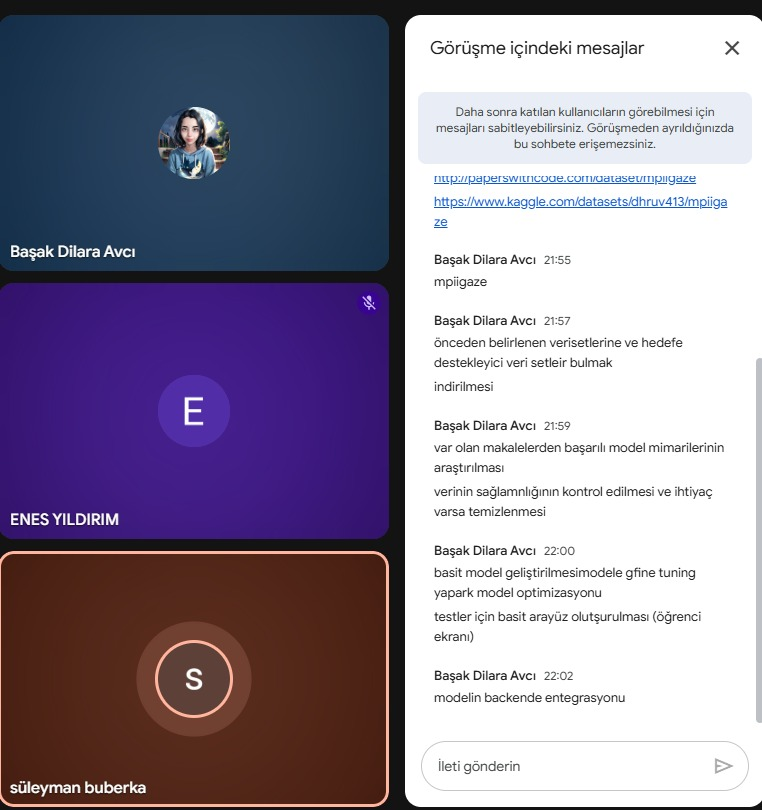 Başak Dilara Avcı
E
ENES YILDIRIM
S
süleyman buberka
Görüşme içindeki mesajlar
Daha sonra katılan kullanıcıların görebilmesi için
mesajları sabitleyebilirsiniz. Görüşmeden ayrıldığınızda
bu sohbete erişemezsiniz.
http://paperswithcode.com/dataset/mpiigaze
https://www.kaggle.com/datasets/dhruv413/mpiiga
ze
Başak Dilara Avcı 21:55
mpiigaze
Başak Dilara Avcı 21:57
önceden belirlenen verisetlerine ve hedefe
destekleyici veri setleir bulmak
indirilmesi
Başak Dilara Avcı 21:59
var olan makalelerden başarılı model mimarilerinin
araştırılması
verinin sağlamnlığının kontrol edilmesi ve ihtiyaç
varsa temizlenmesi
Başak Dilara Avcı 22:00
basit model geliştirilmesimodele gfine tuning
yapark model optimizasyonu
testler için basit arayüz olutşurulması (öğrenci
ekranı)
Başak Dilara Avcı 22:02
modelin backende entegrasyonu
İleti gönderin